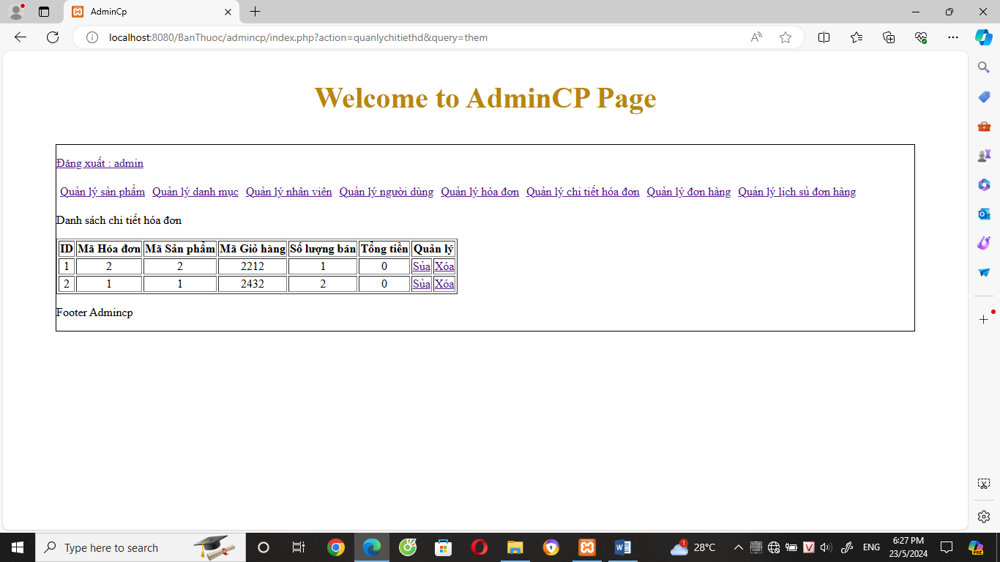 AdminCp
localhost:8080/BanThuoc/admincp/index.php?action=quanlychitiethd&query=them
Welcome to AdminCP Page
Đăng xuất : admin
Quản lý sản phẩm Quản lý danh mục Quản lý nhân viên Quản lý người dùng Quản lý hóa đơn Quản lý chi tiết hóa đơn Quản lý đơn hàng Quản lý lịch sủ đơn hàng
Danh sách chi tiết hóa đơn
ID Mã Hóa đơn Mã Sản phẩm Mã Giỏ hàng Số lượng bán Tổng tiền Quản lý
1 2 2 2212 1 0 Sủa Xóa
2 1 1 2432 2 0 Sủa Xóa
Footer Admincp
Type here to search
1 28°C
V
ENG
6:27 PM
23/5/2024
PRE